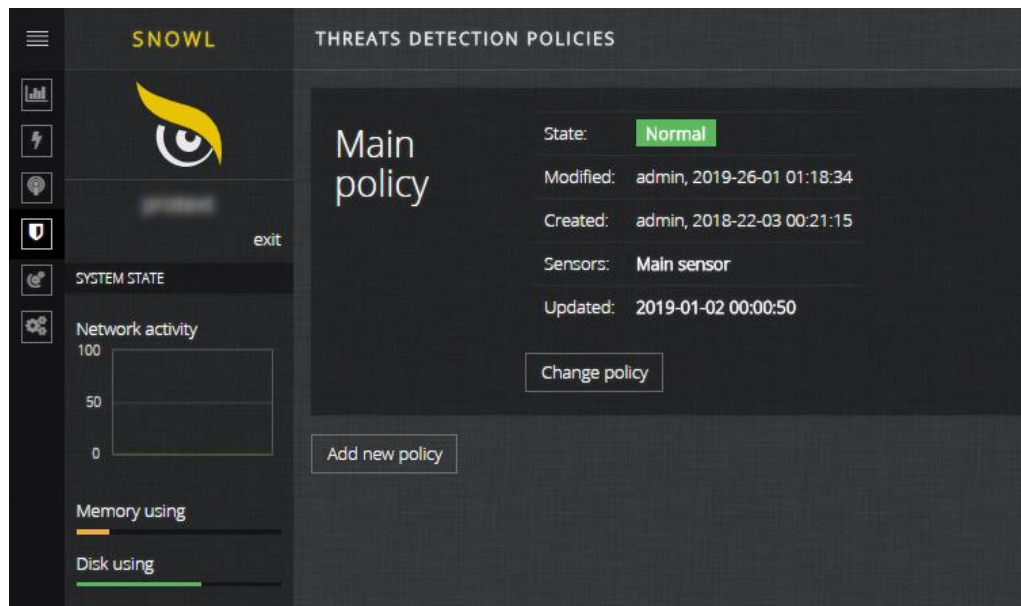 SNOWL
THREATS DETECTION POLICIES
exit
SYSTEM STATE
Network activity
100
50
0
Memory using
Disk using
Main
policy
State: Normal
Modified: admin, 2019-26-01 01:18:34
Created: admin, 2018-22-03 00:21:15
Sensors: Main sensor
Updated: 2019-01-02 00:00:50
Change policy
Add new policy